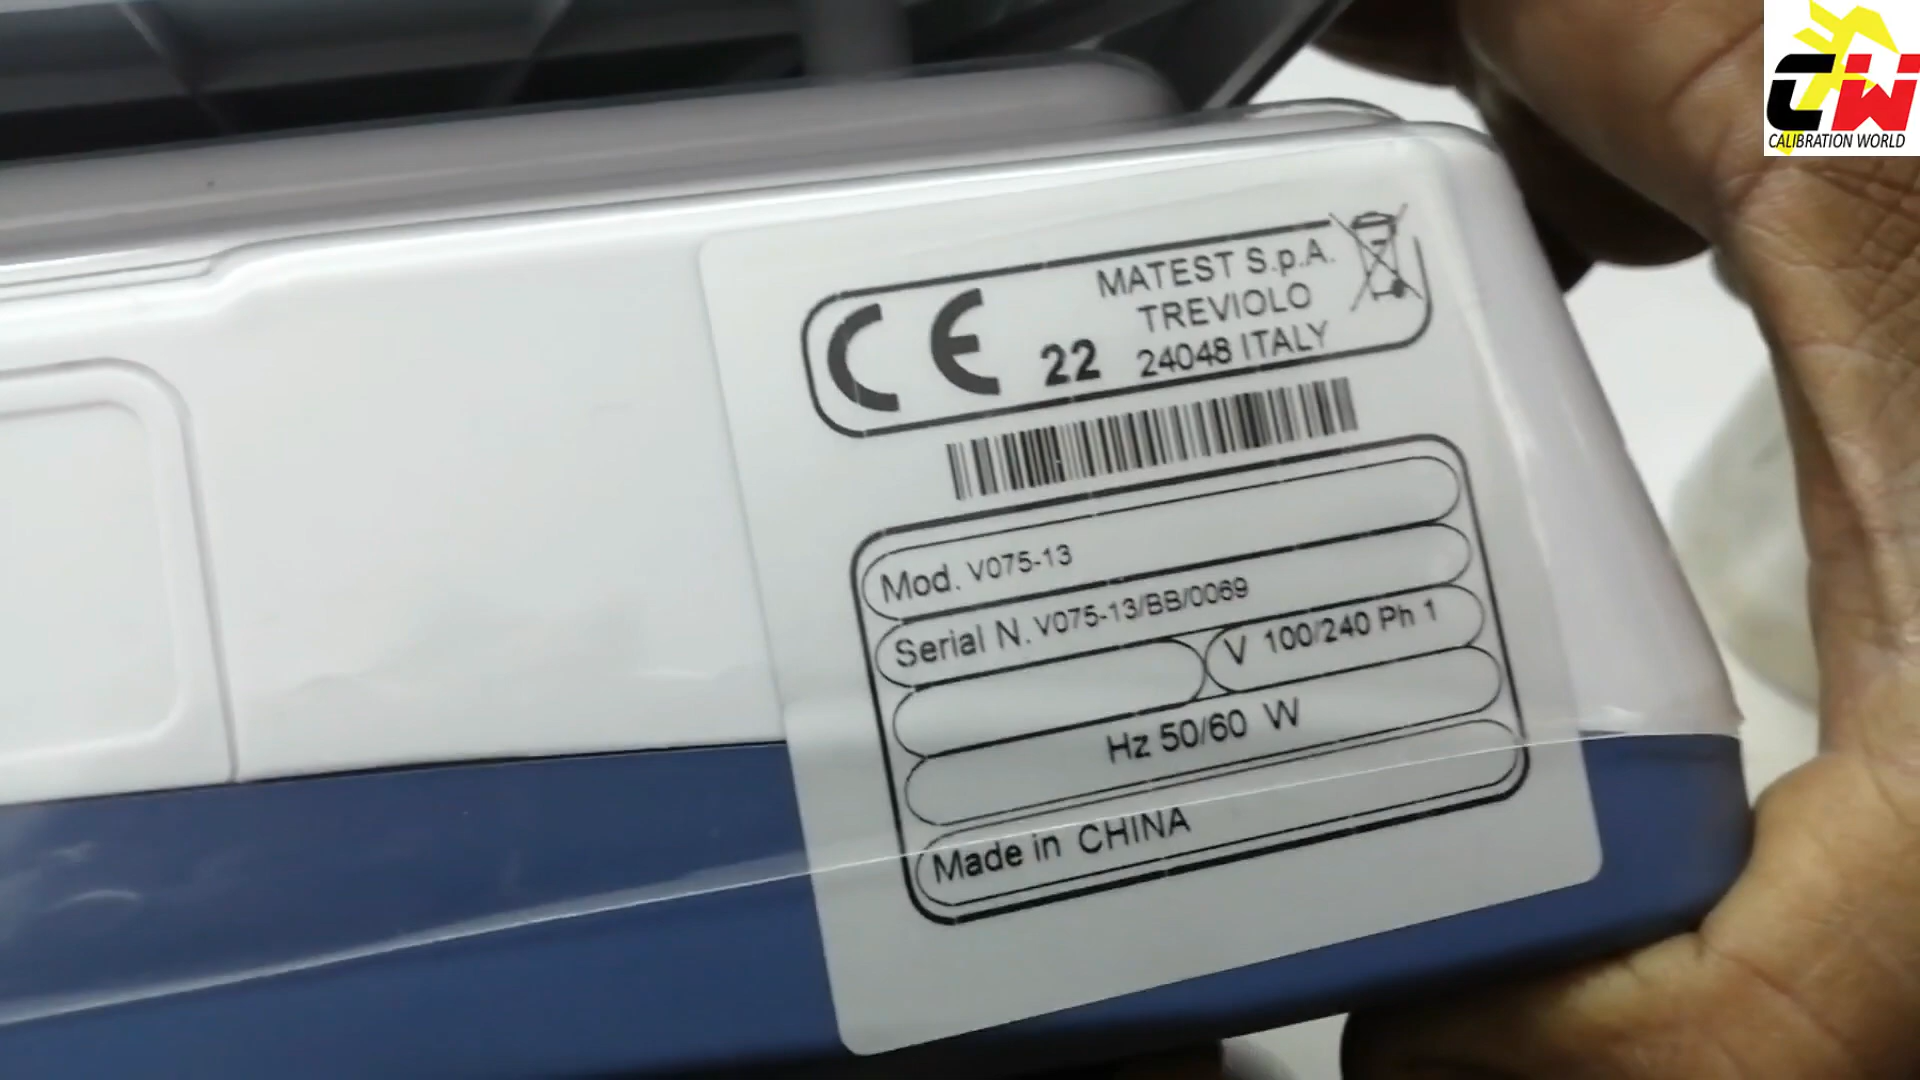 CW
CALIBRATION WORLD
CE 22
MATEST S.p.A.
TREVIOLO
24048 ITALY
Mod. V075-13
Serial N. V075-13/BB/0069
V 100/240 Ph 1
Hz 50/60 W
Made in CHINA